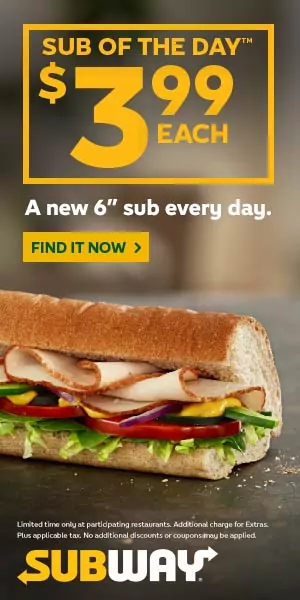 SUB OF THE DAY™
$3.99
EACH
A new 6” sub every day.
FIND IT NOW >
Limited time only at participating restaurants. Additional charge for Extras.
Plus applicable tax. No additional discounts or coupons may be applied.
SUBWAY®